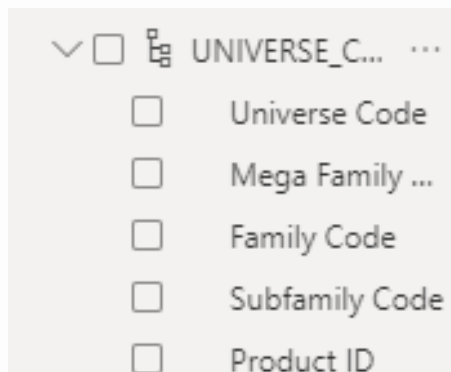 UNIVERSE_C... ...
Universe Code
Mega Family ...
Family Code
Subfamily Code
Product ID